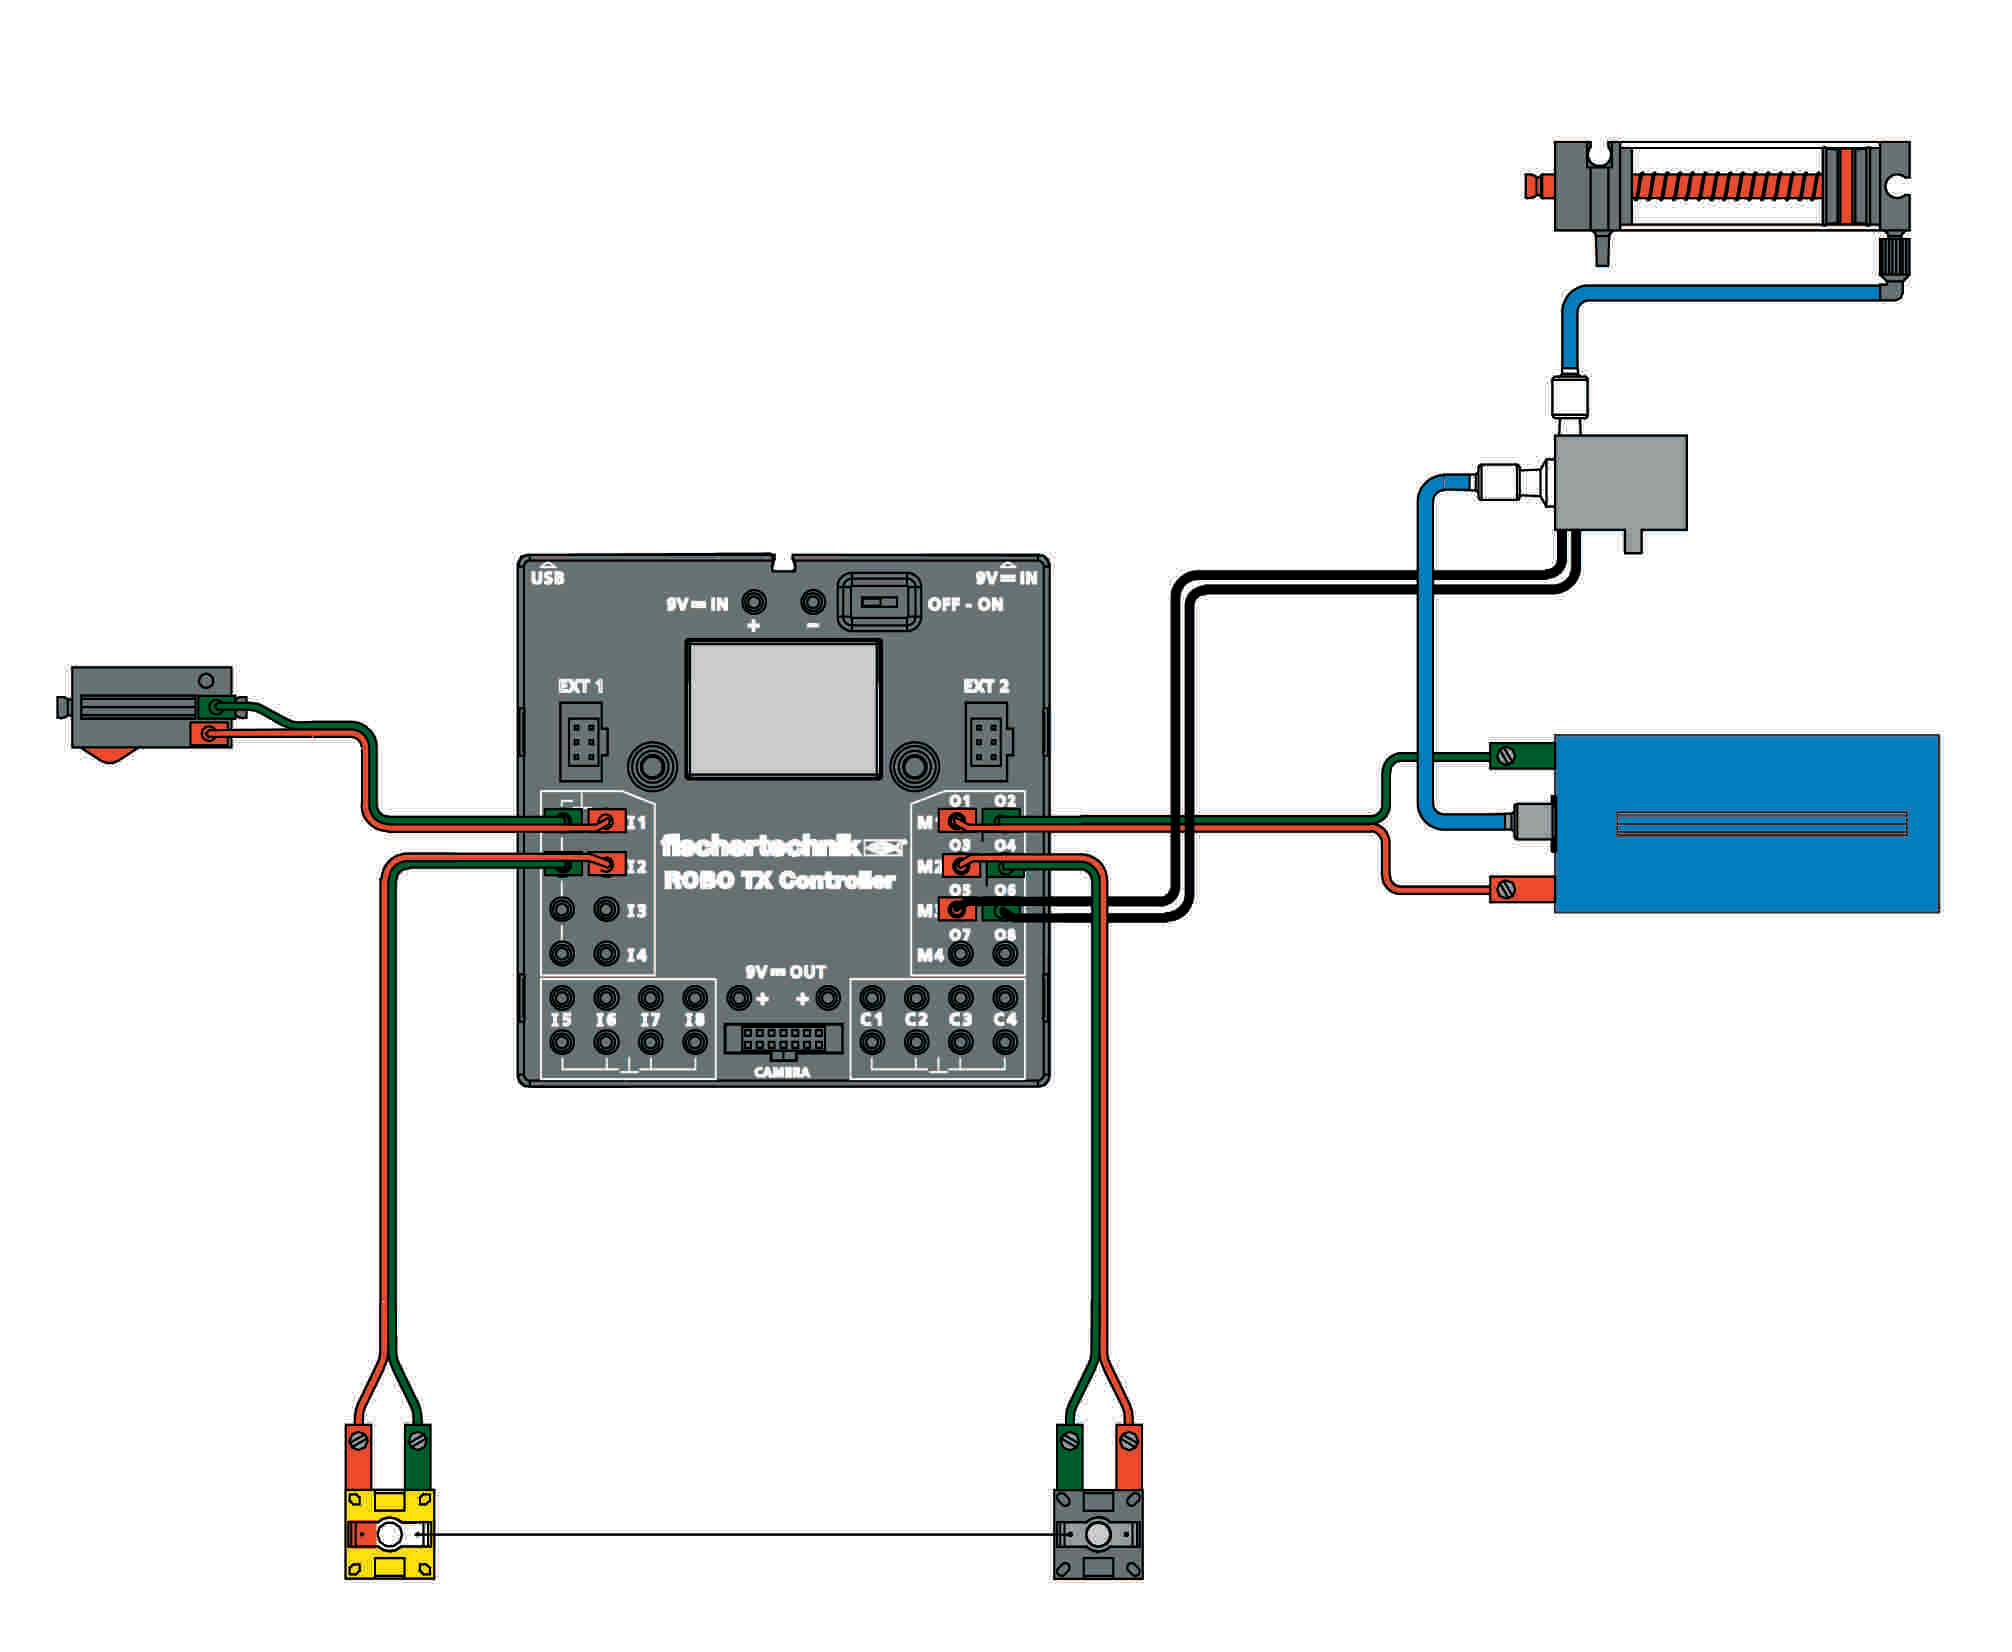 USB
9V IN
9V IN
OFF - ON
+
-
EXT 1
EXT 2
O1 O2
I1
M1
fischertechnik
O3 O4
I2
M2
ROBO TX Controller
O5 O6
I3
M3
O7 O8
I4
M4
9V OUT
+ +
I5 I6 I7 I8
C1 C2 C3 C4
CAMERA